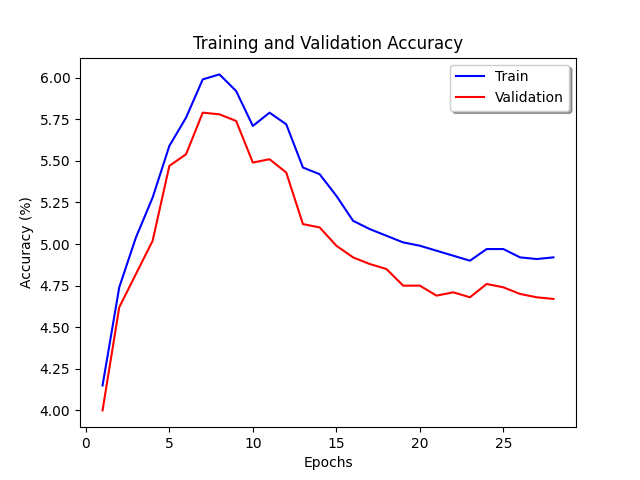 Training and Validation Accuracy
Train
Validation
Accuracy (%)
6.00
5.75
5.50
5.25
5.00
4.75
4.50
4.25
4.00
0 5 10 15 20 25
Epochs